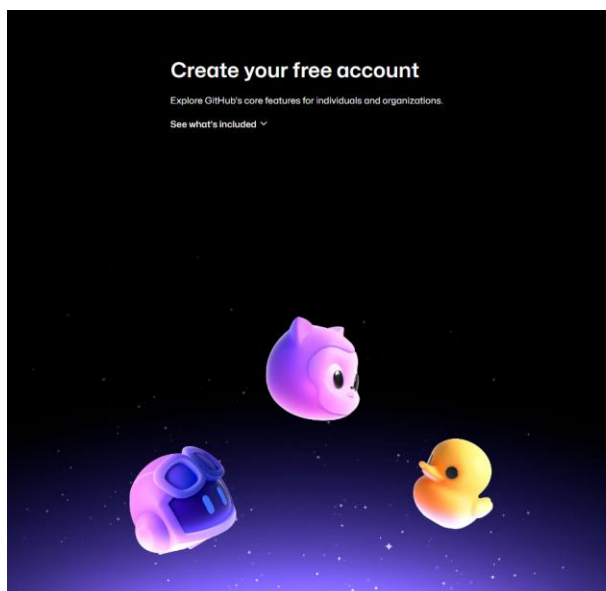 Create your free account
Explore GitHub's core features for individuals and organizations.
See what's included